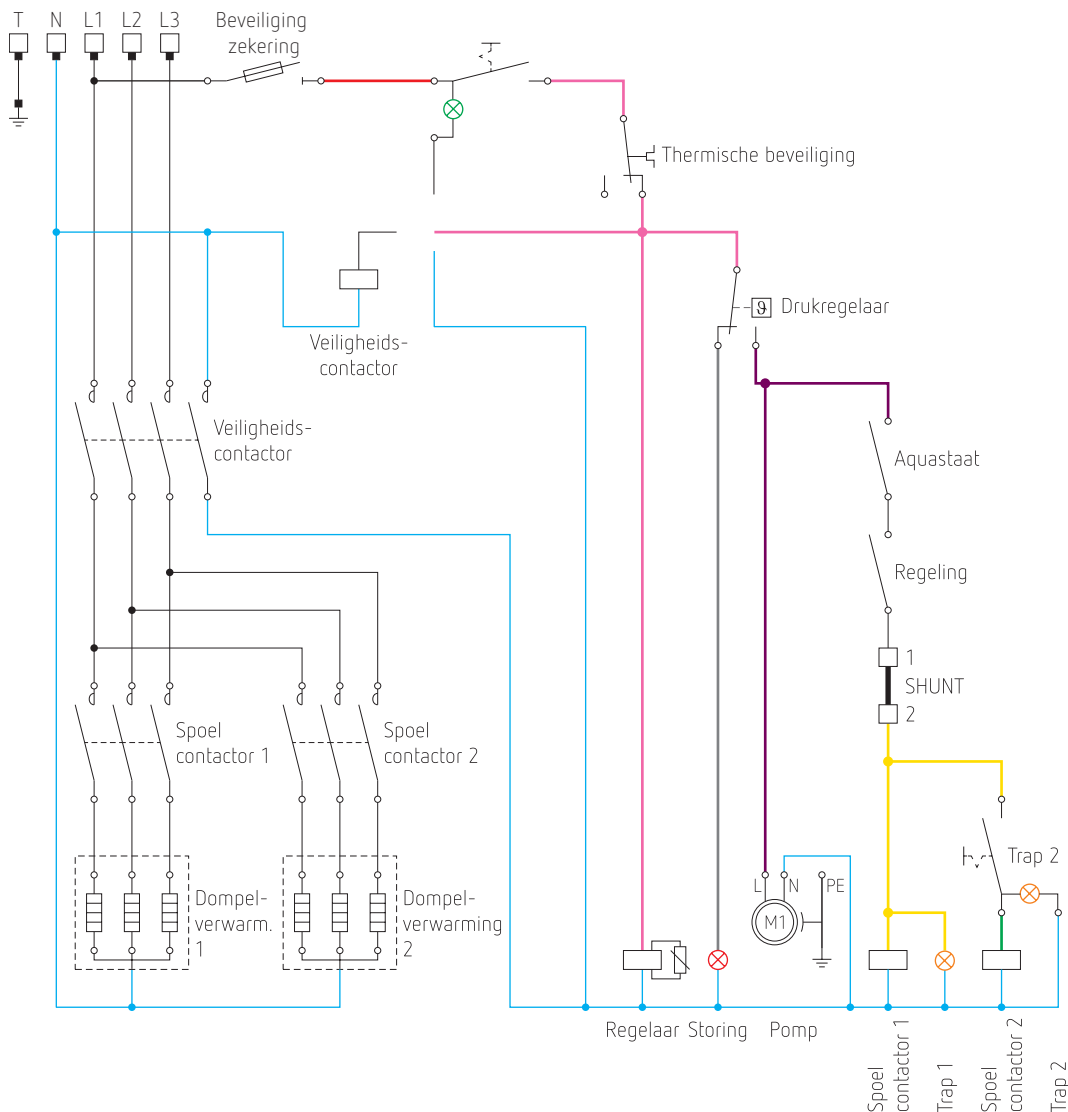 T N L1 L2 L3
Beveiliging
zekering
Thermische beveiliging
ϑ Drukregelaar
Veiligheids-
contactor
Veiligheids-
contactor
Aquastaat
Regeling
1
SHUNT
2
Spoel
contactor 1
Spoel
contactor 2
Trap 2
L N PE
M1
Dompel-
verwarm.
1
Dompel-
verwarming
2
Regelaar Storing Pomp
Spoel
contactor 1
Trap 1
Spoel
contactor 2
Trap 2